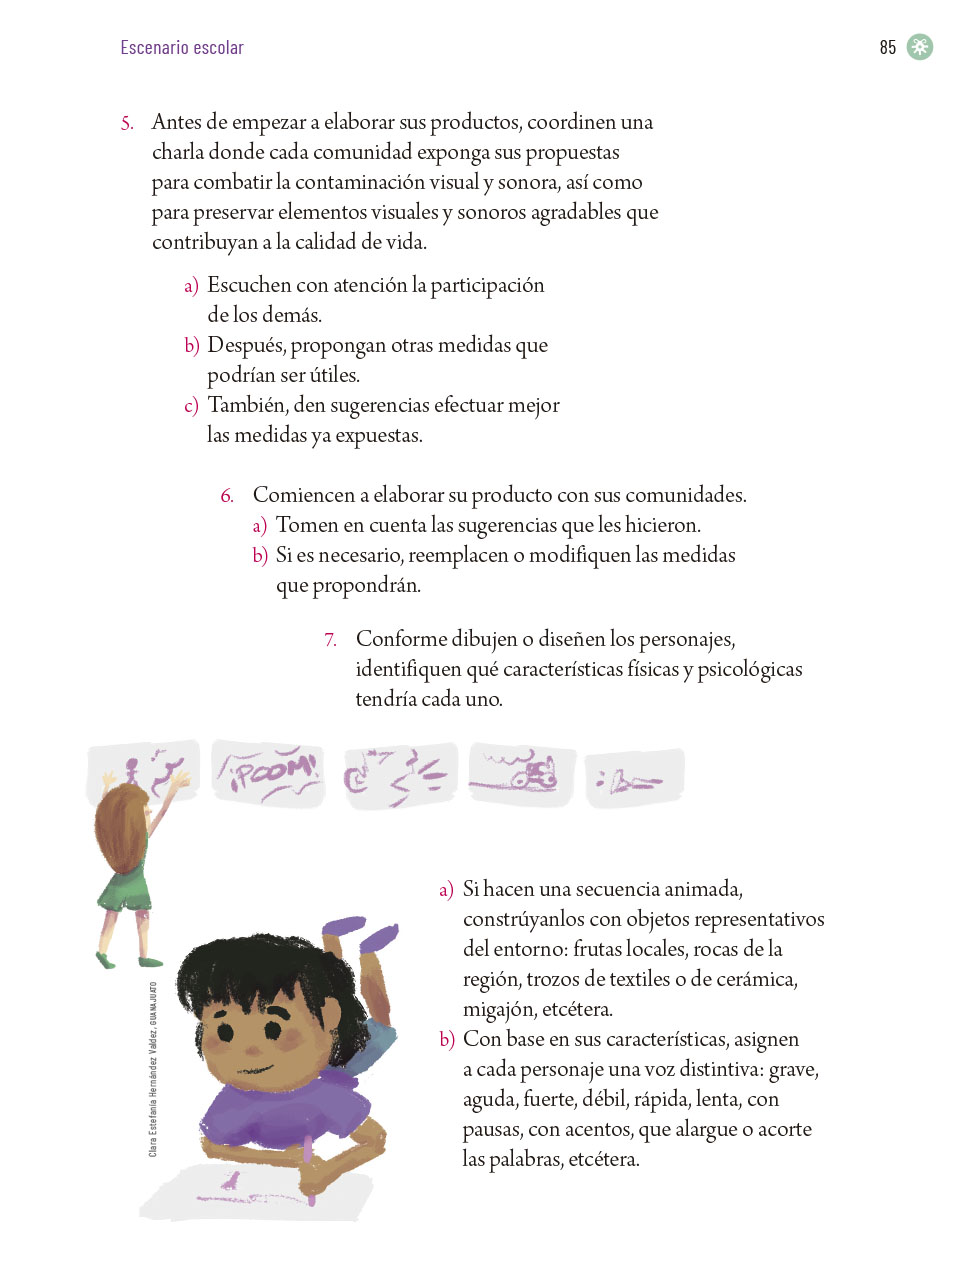 Escenario escolar
85
5. Antes de empezar a elaborar sus productos, coordinen una
charla donde cada comunidad exponga sus propuestas
para combatir la contaminación visual y sonora, así como
para preservar elementos visuales y sonoros agradables que
contribuyan a la calidad de vida.
a) Escuchen con atención la participación
de los demás.
b) Después, propongan otras medidas que
podrían ser útiles.
c) También, den sugerencias efectuar mejor
las medidas ya expuestas.
6. Comiencen a elaborar su producto con sus comunidades.
a) Tomen en cuenta las sugerencias que les hicieron.
b) Si es necesario, reemplacen o modifiquen las medidas
que propondrán.
7. Conforme dibujen o diseñen los personajes,
identifiquen qué características físicas y psicológicas
tendría cada uno.
¡POOM!
a) Si hacen una secuencia animada,
constrúyanlos con objetos representativos
del entorno: frutas locales, rocas de la
región, trozos de textiles o de cerámica,
migajón, etcétera.
b) Con base en sus características, asignen
a cada personaje una voz distintiva: grave,
aguda, fuerte, débil, rápida, lenta, con
pausas, con acentos, que alargue o acorte
las palabras, etcétera.
Clara Estefanía Hernández Valdez, GUANAJUATO